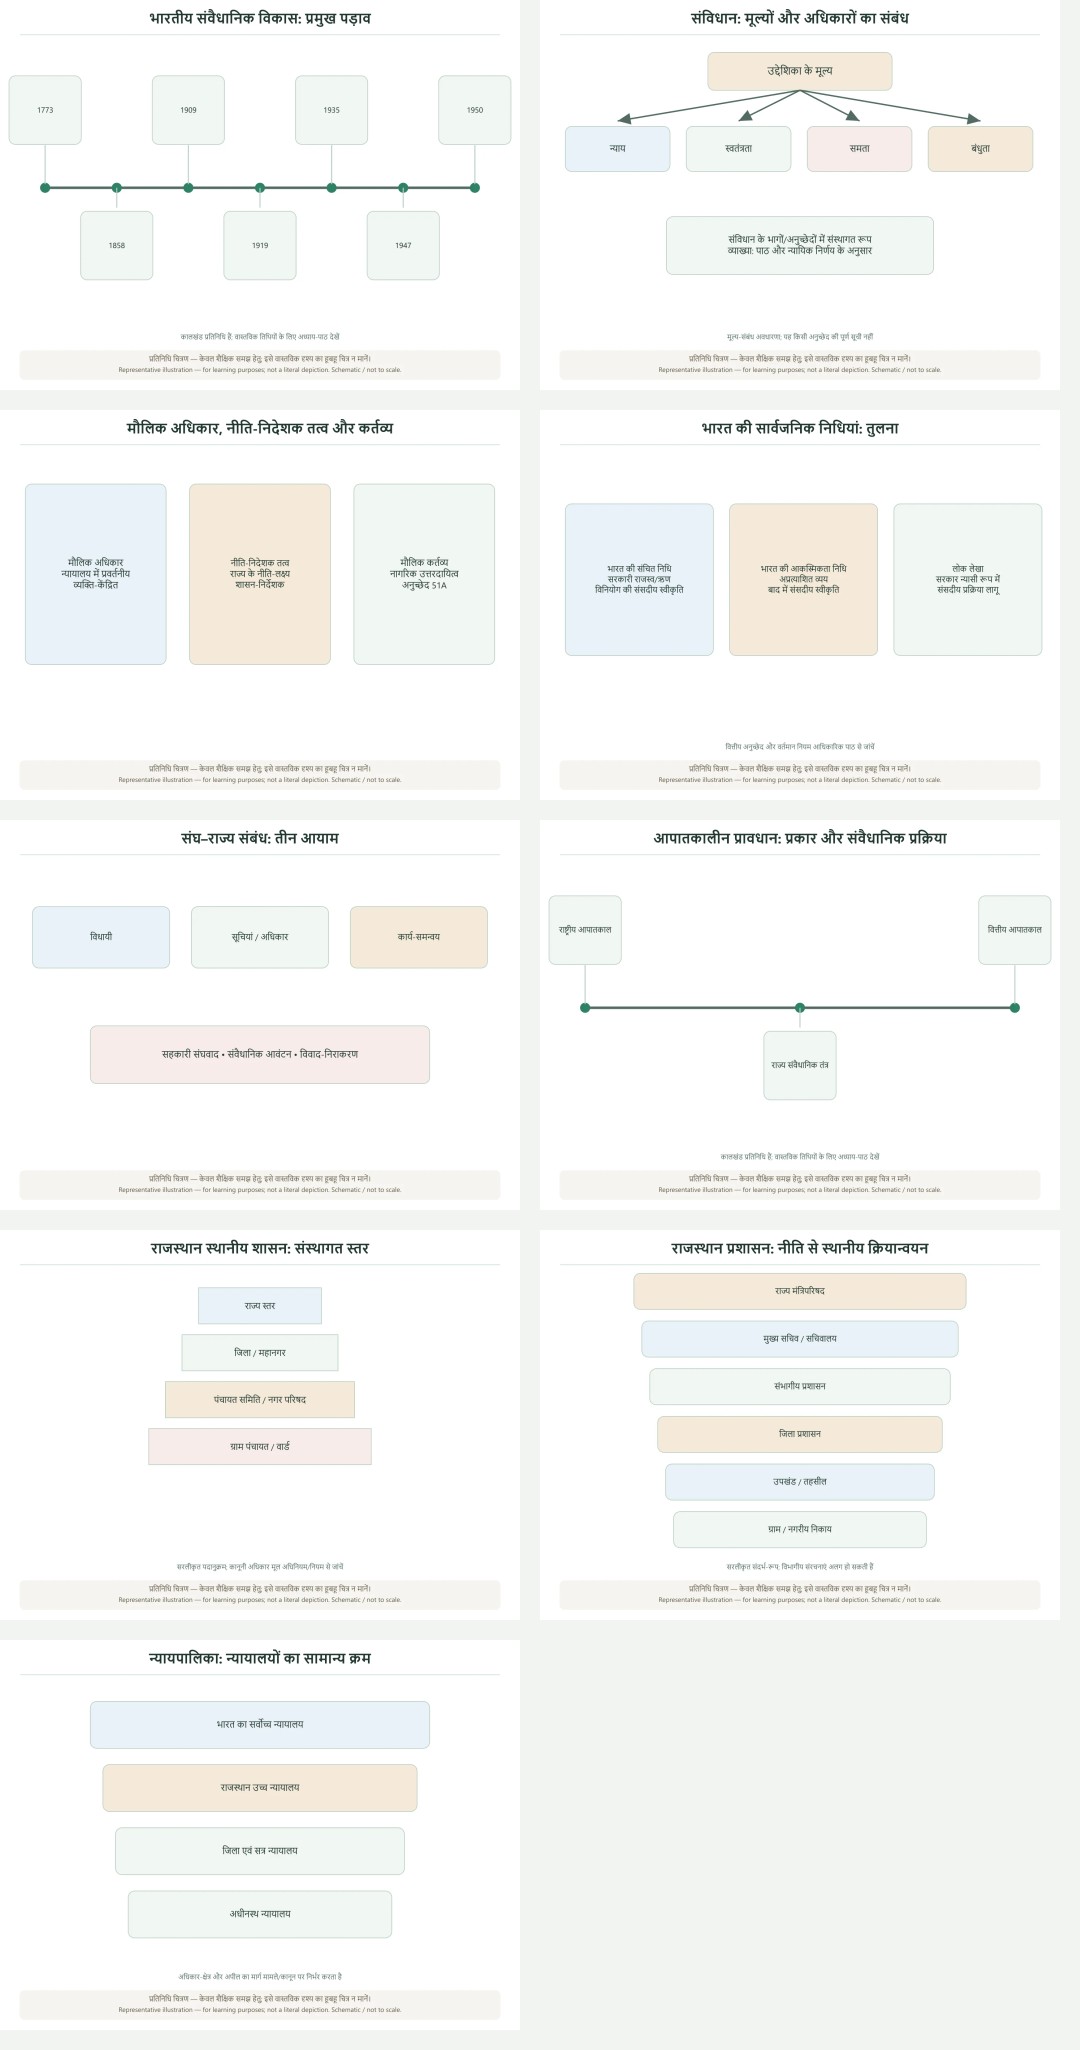 भारतीय संवैधानिक विकास: प्रमुख पड़ाव
1773
1909
1935
1950
1858
1919
1947
कालखंड प्रतिनिधि हैं; वास्तविक तिथियों के लिए अध्याय-पाठ देखें
प्रतिनिधि चित्रण — केवल शैक्षिक समझ हेतु; इसे वास्तविक दृश्य का हूबहू चित्र न मानें।
Representative illustration — for learning purposes; not a literal depiction. Schematic / not to scale.
संविधान: मूल्यों और अधिकारों का संबंध
उद्देशिका के मूल्य
न्याय
स्वतंत्रता
समता
बंधुता
संविधान के भागों/अनुच्छेदों में संस्थागत रूप
व्याख्या: पाठ और न्यायिक निर्णय के अनुसार
मूल्य-संबंध अवधारणा; यह किसी अनुच्छेद की पूर्ण सूची नहीं
प्रतिनिधि चित्रण — केवल शैक्षिक समझ हेतु; इसे वास्तविक दृश्य का हूबहू चित्र न मानें।
Representative illustration — for learning purposes; not a literal depiction. Schematic / not to scale.
मौलिक अधिकार, नीति-निदेशक तत्व और कर्तव्य
मौलिक अधिकार
न्यायालय में प्रवर्तनीय
व्यक्ति-केंद्रित
नीति-निदेशक तत्व
राज्य के नीति-लक्ष्य
शासन-निर्देशक
मौलिक कर्तव्य
नागरिक उत्तरदायित्व
अनुच्छेद 51A
प्रतिनिधि चित्रण — केवल शैक्षिक समझ हेतु; इसे वास्तविक दृश्य का हूबहू चित्र न मानें।
Representative illustration — for learning purposes; not a literal depiction. Schematic / not to scale.
भारत की सार्वजनिक निधियां: तुलना
भारत की संचित निधि
सरकारी राजस्व/ऋण
विनियोग की संसदीय स्वीकृति
भारत की आकस्मिकता निधि
अप्रत्याशित व्यय
बाद में संसदीय स्वीकृति
लोक लेखा
सरकार न्यासी रूप में
संसदीय प्रक्रिया लागू
वित्तीय अनुच्छेद और वर्तमान नियम आधिकारिक पाठ से जांचें
प्रतिनिधि चित्रण — केवल शैक्षिक समझ हेतु; इसे वास्तविक दृश्य का हूबहू चित्र न मानें।
Representative illustration — for learning purposes; not a literal depiction. Schematic / not to scale.
संघ–राज्य संबंध: तीन आयाम
विधायी
सूचियां / अधिकार
कार्य-समन्वय
सहकारी संघवाद • संवैधानिक आवंटन • विवाद-निराकरण
प्रतिनिधि चित्रण — केवल शैक्षिक समझ हेतु; इसे वास्तविक दृश्य का हूबहू चित्र न मानें।
Representative illustration — for learning purposes; not a literal depiction. Schematic / not to scale.
आपातकालीन प्रावधान: प्रकार और संवैधानिक प्रक्रिया
राष्ट्रीय आपातकाल
वित्तीय आपातकाल
राज्य संवैधानिक तंत्र
कालखंड प्रतिनिधि हैं; वास्तविक तिथियों के लिए अध्याय-पाठ देखें
प्रतिनिधि चित्रण — केवल शैक्षिक समझ हेतु; इसे वास्तविक दृश्य का हूबहू चित्र न मानें।
Representative illustration — for learning purposes; not a literal depiction. Schematic / not to scale.
राजस्थान स्थानीय शासन: संस्थागत स्तर
राज्य स्तर
जिला / महानगर
पंचायत समिति / नगर परिषद
ग्राम पंचायत / वार्ड
सरलीकृत पदानुक्रम; कानूनी अधिकार मूल अधिनियम/नियम से जांचें
प्रतिनिधि चित्रण — केवल शैक्षिक समझ हेतु; इसे वास्तविक दृश्य का हूबहू चित्र न मानें।
Representative illustration — for learning purposes; not a literal depiction. Schematic / not to scale.
राजस्थान प्रशासन: नीति से स्थानीय क्रियान्वयन
राज्य मंत्रिपरिषद
मुख्य सचिव / सचिवालय
संभागीय प्रशासन
जिला प्रशासन
उपखंड / तहसील
ग्राम / नगरीय निकाय
सरलीकृत संदर्भ-रूप; विभागीय संरचनाएं अलग हो सकती हैं
प्रतिनिधि चित्रण — केवल शैक्षिक समझ हेतु; इसे वास्तविक दृश्य का हूबहू चित्र न मानें।
Representative illustration — for learning purposes; not a literal depiction. Schematic / not to scale.
न्यायपालिका: न्यायालयों का सामान्य क्रम
भारत का सर्वोच्च न्यायालय
राजस्थान उच्च न्यायालय
जिला एवं सत्र न्यायालय
अधीनस्थ न्यायालय
अधिकार-क्षेत्र और अपील का मार्ग मामले/कानून पर निर्भर करता है
प्रतिनिधि चित्रण — केवल शैक्षिक समझ हेतु; इसे वास्तविक दृश्य का हूबहू चित्र न मानें।
Representative illustration — for learning purposes; not a literal depiction. Schematic / not to scale.